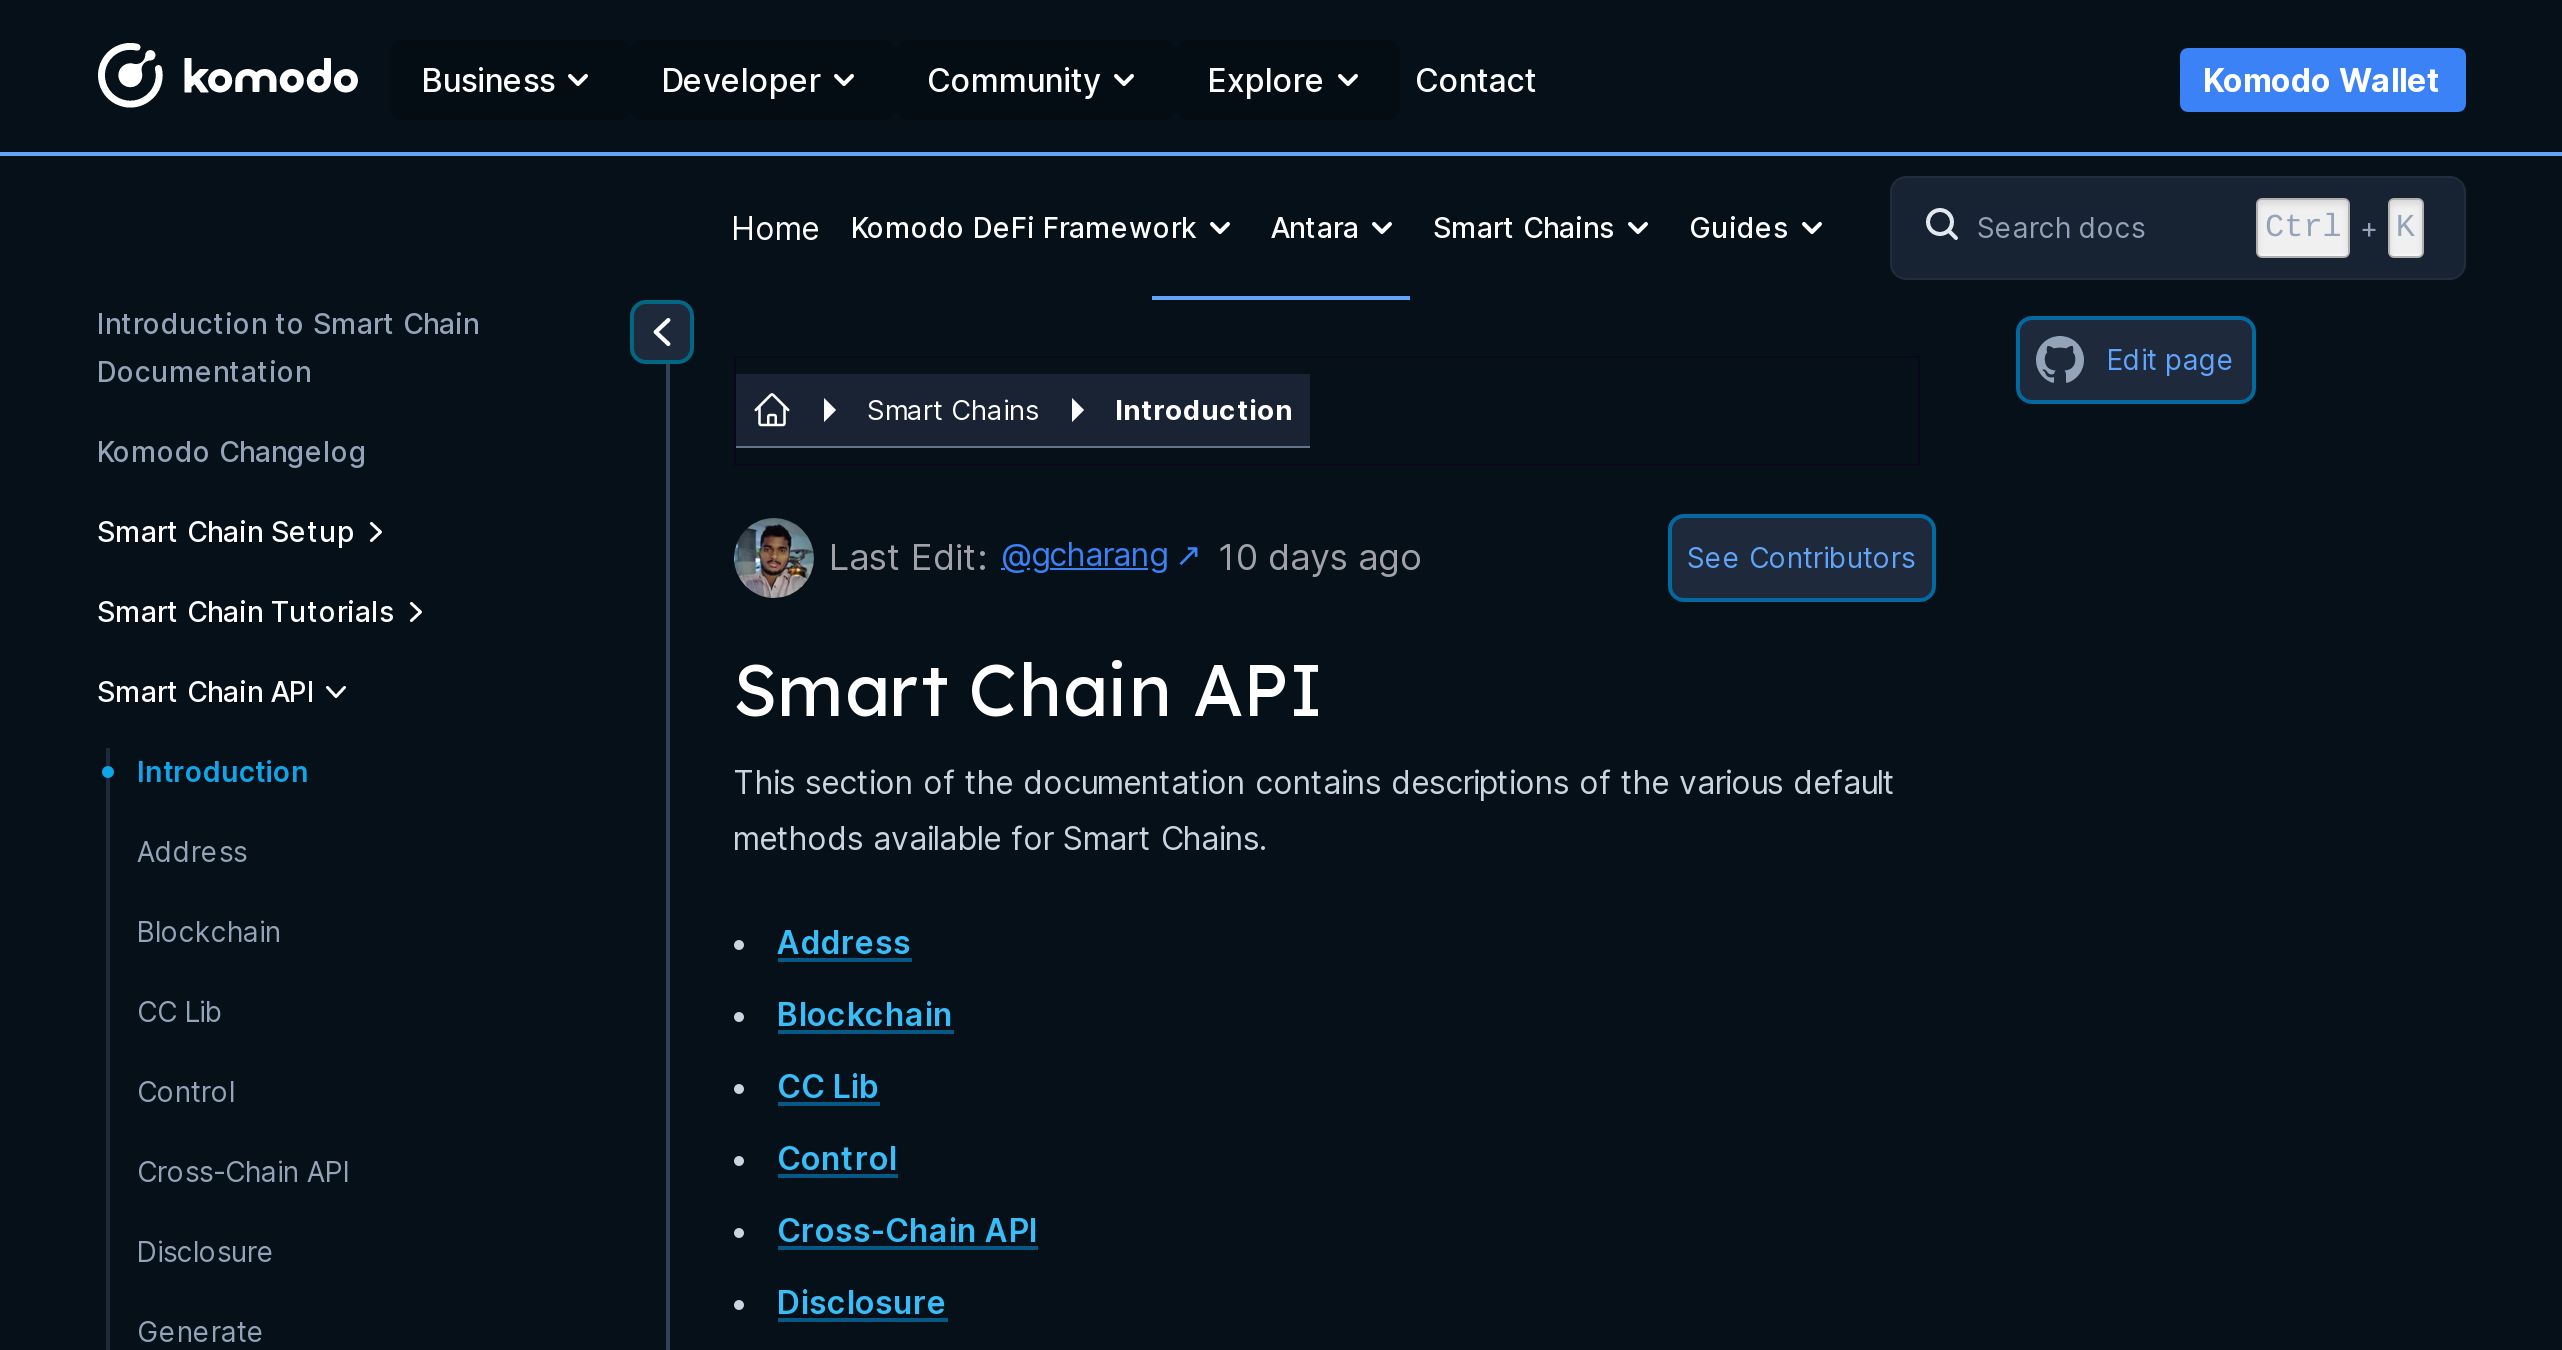 komodo
Business
Developer
Community
Explore
Contact
Komodo Wallet
Home
Komodo DeFi Framework
Antara
Smart Chains
Guides
Search docs
Ctrl + K
Introduction to Smart Chain
Documentation
Komodo Changelog
Smart Chain Setup
Smart Chain Tutorials
Smart Chain API
Introduction
Address
Blockchain
CC Lib
Control
Cross-Chain API
Disclosure
Generate
Smart Chains
Introduction
Edit page
Last Edit: @gcharang ↗ 10 days ago
See Contributors
Smart Chain API
This section of the documentation contains descriptions of the various default
methods available for Smart Chains.
• Address
• Blockchain
• CC Lib
• Control
• Cross-Chain API
• Disclosure